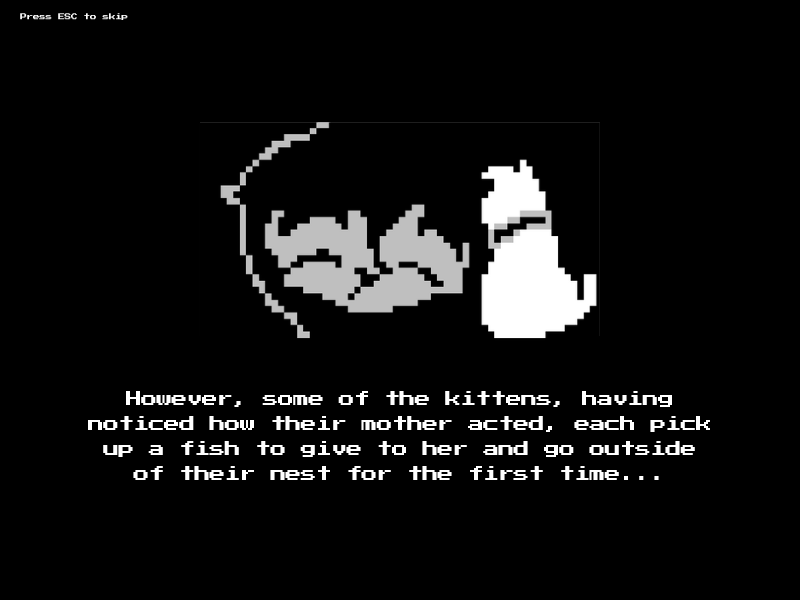 Press ESC to skip
However, some of the kittens, having
noticed how their mother acted, each pick
up a fish to give to her and go outside
of their nest for the first time...